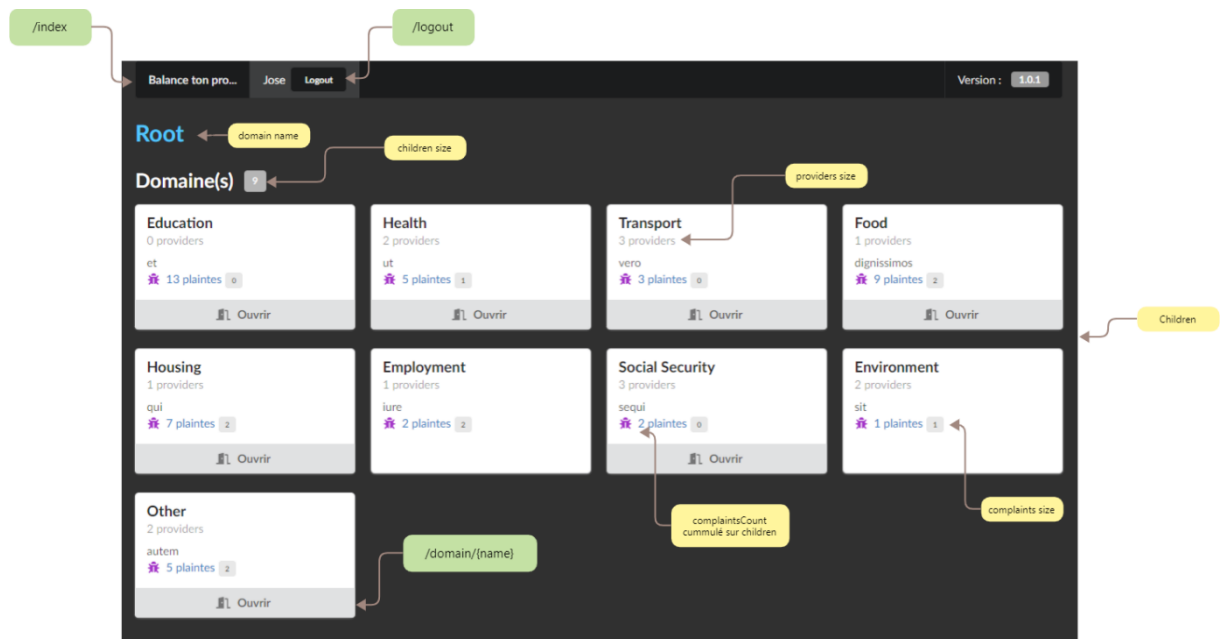 /index
/logout
Balance ton pro...
Jose
Logout
Version :
1.0.1
Root
domain name
children size
Domaine(s)
9
providers size
Education
0 providers
et
13 plaintes
0
Ouvrir
Health
2 providers
ut
5 plaintes
1
Ouvrir
Transport
3 providers
vero
3 plaintes
0
Ouvrir
Food
1 providers
dignissimos
9 plaintes
2
Ouvrir
Children
Housing
1 providers
qui
7 plaintes
2
Ouvrir
Employment
1 providers
iure
2 plaintes
2
Social Security
3 providers
sequi
2 plaintes
0
Ouvrir
Environment
2 providers
sit
1 plaintes
1
complaints size
complaintsCount
cummulé sur children
Other
2 providers
autem
5 plaintes
2
Ouvrir
/domain/{name}